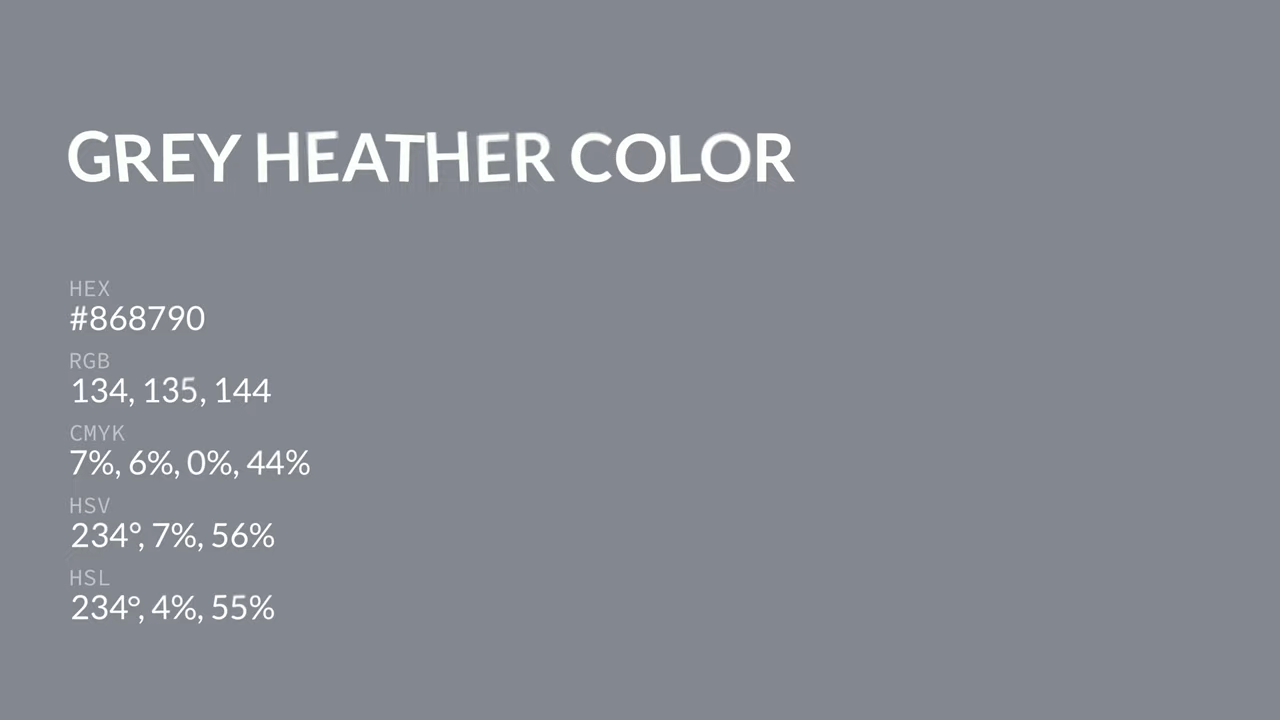 GREY HEATHER COLOR
HEX
#868790
RGB
134, 135, 144
CMYK
7%, 6%, 0%, 44%
HSV
234°, 7%, 56%
HSL
234°, 4%, 55%